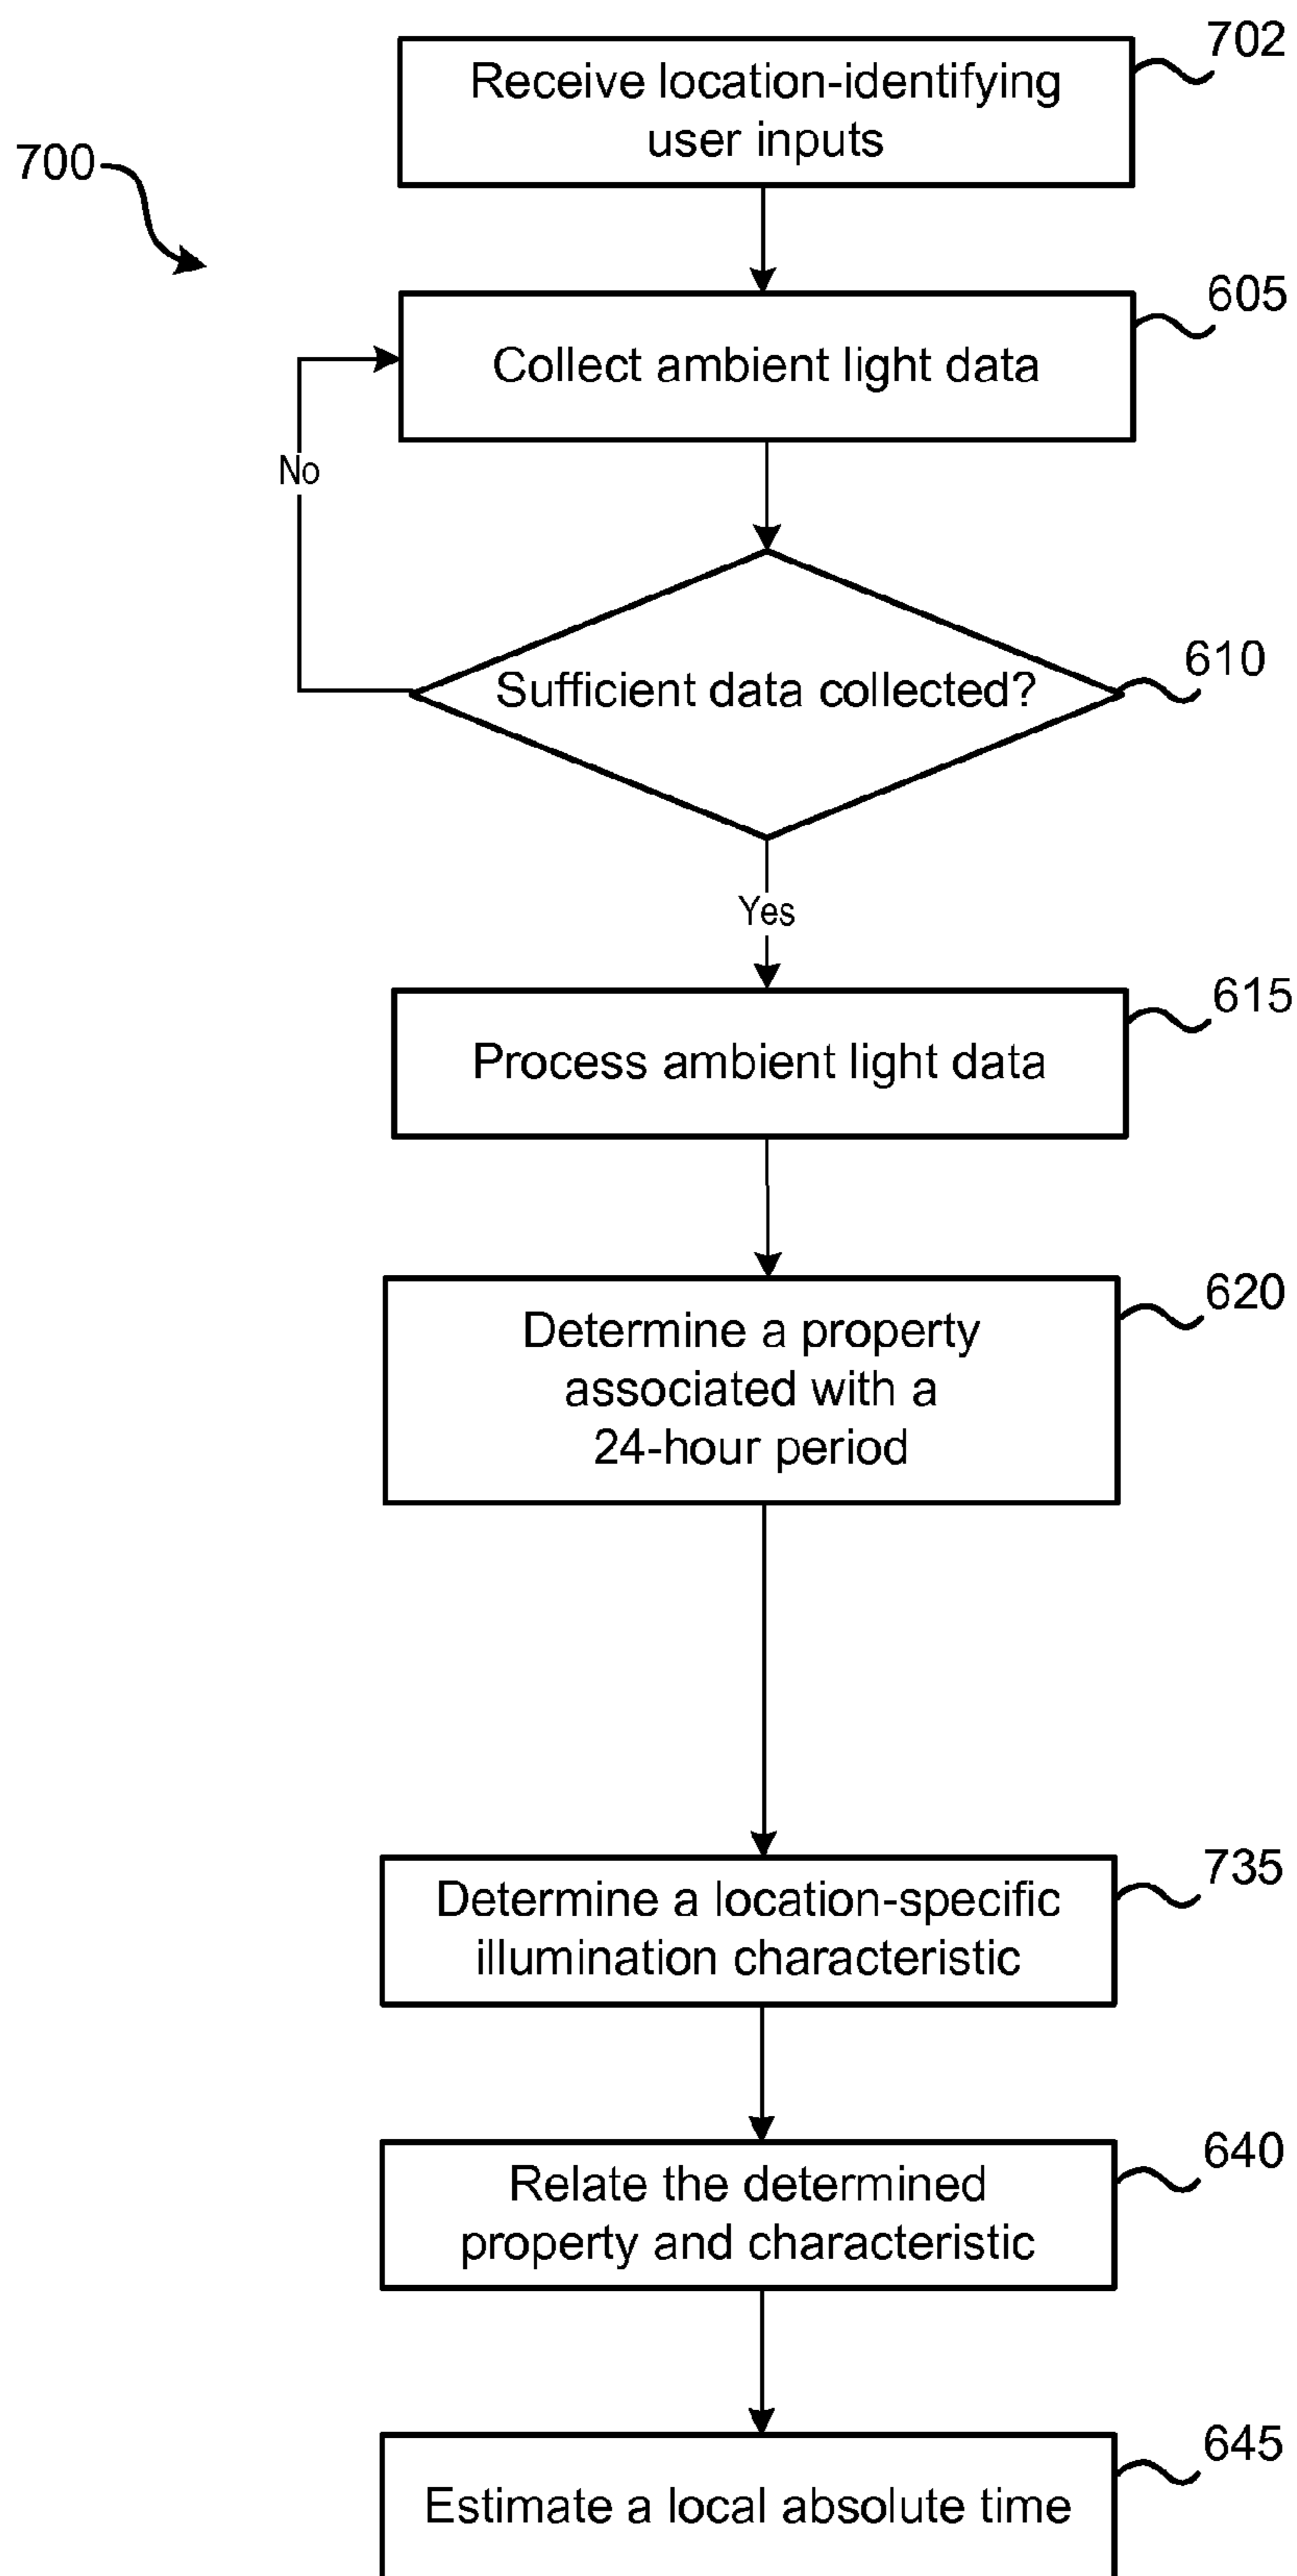 702
Receive location-identifying
user inputs
700
605
Collect ambient light data
No
610
Sufficient data collected?
Yes
615
Process ambient light data
620
Determine a property
associated with a
24-hour period
735
Determine a location-specific
illumination characteristic
640
Relate the determined
property and characteristic
645
Estimate a local absolute time